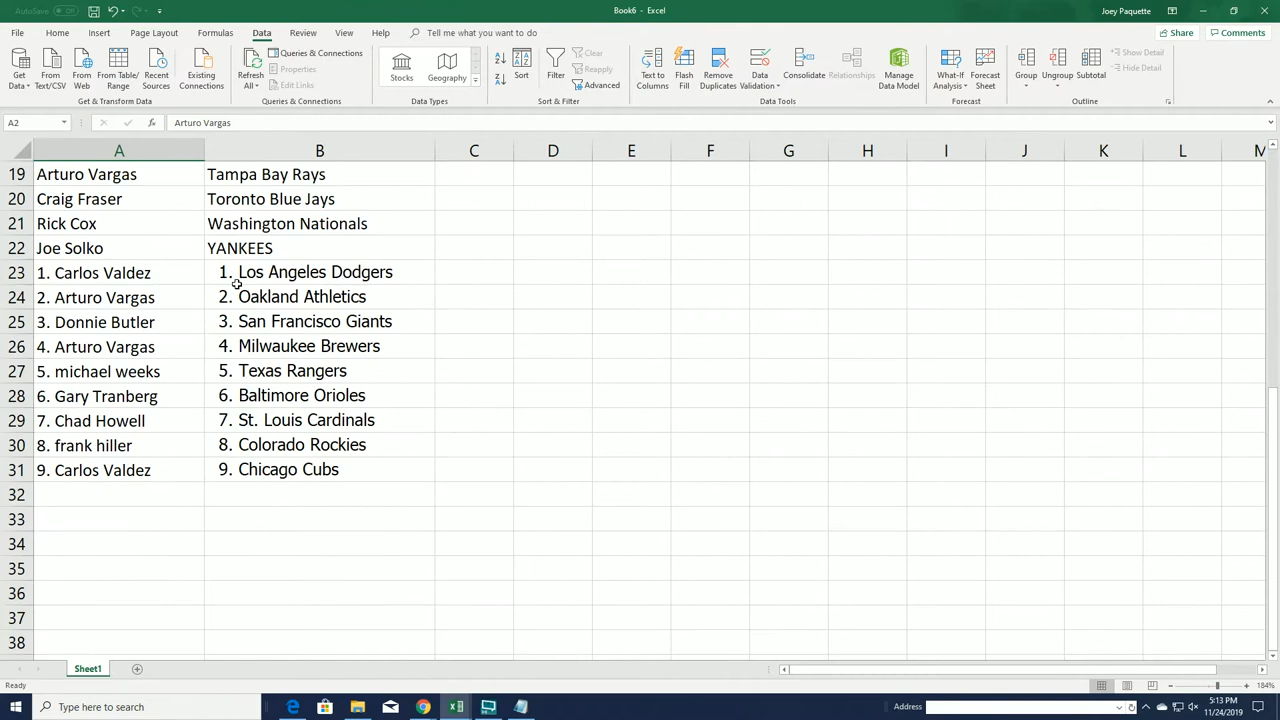 AutoSave Off Book6 - Excel Joey Paquette
File Home Insert Page Layout Formulas Data Review View Help Tell me what you want to do Share Comments
Get Data From Text/CSV From Web From Table/Range Recent Sources Existing Connections Refresh All Queries & Connections Properties Edit Links Stocks Geography Sort Filter Clear Reapply Advanced Text to Columns Flash Fill Remove Duplicates Data Validation Consolidate Relationships Manage Data Model What-If Analysis Forecast Sheet Group Ungroup Subtotal Show Detail Hide Detail
Get & Transform Data Queries & Connections Data Types Sort & Filter Data Tools Forecast Outline
A2 fx Arturo Vargas
A B C D E F G H I J K L M
19 Arturo Vargas Tampa Bay Rays
20 Craig Fraser Toronto Blue Jays
21 Rick Cox Washington Nationals
22 Joe Solko YANKEES
23 1. Carlos Valdez 1. Los Angeles Dodgers
24 2. Arturo Vargas 2. Oakland Athletics
25 3. Donnie Butler 3. San Francisco Giants
26 4. Arturo Vargas 4. Milwaukee Brewers
27 5. michael weeks 5. Texas Rangers
28 6. Gary Tranberg 6. Baltimore Orioles
29 7. Chad Howell 7. St. Louis Cardinals
30 8. frank hiller 8. Colorado Rockies
31 9. Carlos Valdez 9. Chicago Cubs
32
33
34
35
36
37
38
Sheet1
Ready 184%
Type here to search Address 5:13 PM
11/24/2019